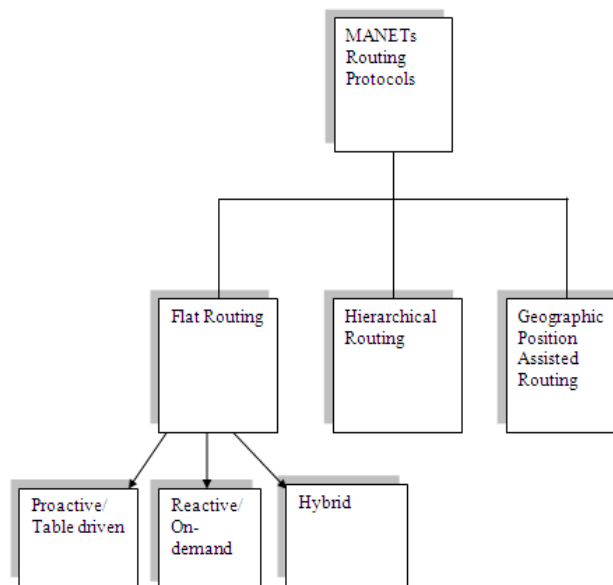 MANETs
Routing
Protocols
Flat Routing
Hierarchical
Routing
Geographic
Position
Assisted
Routing
Proactive/
Table driven
Reactive/
On-
demand
Hybrid